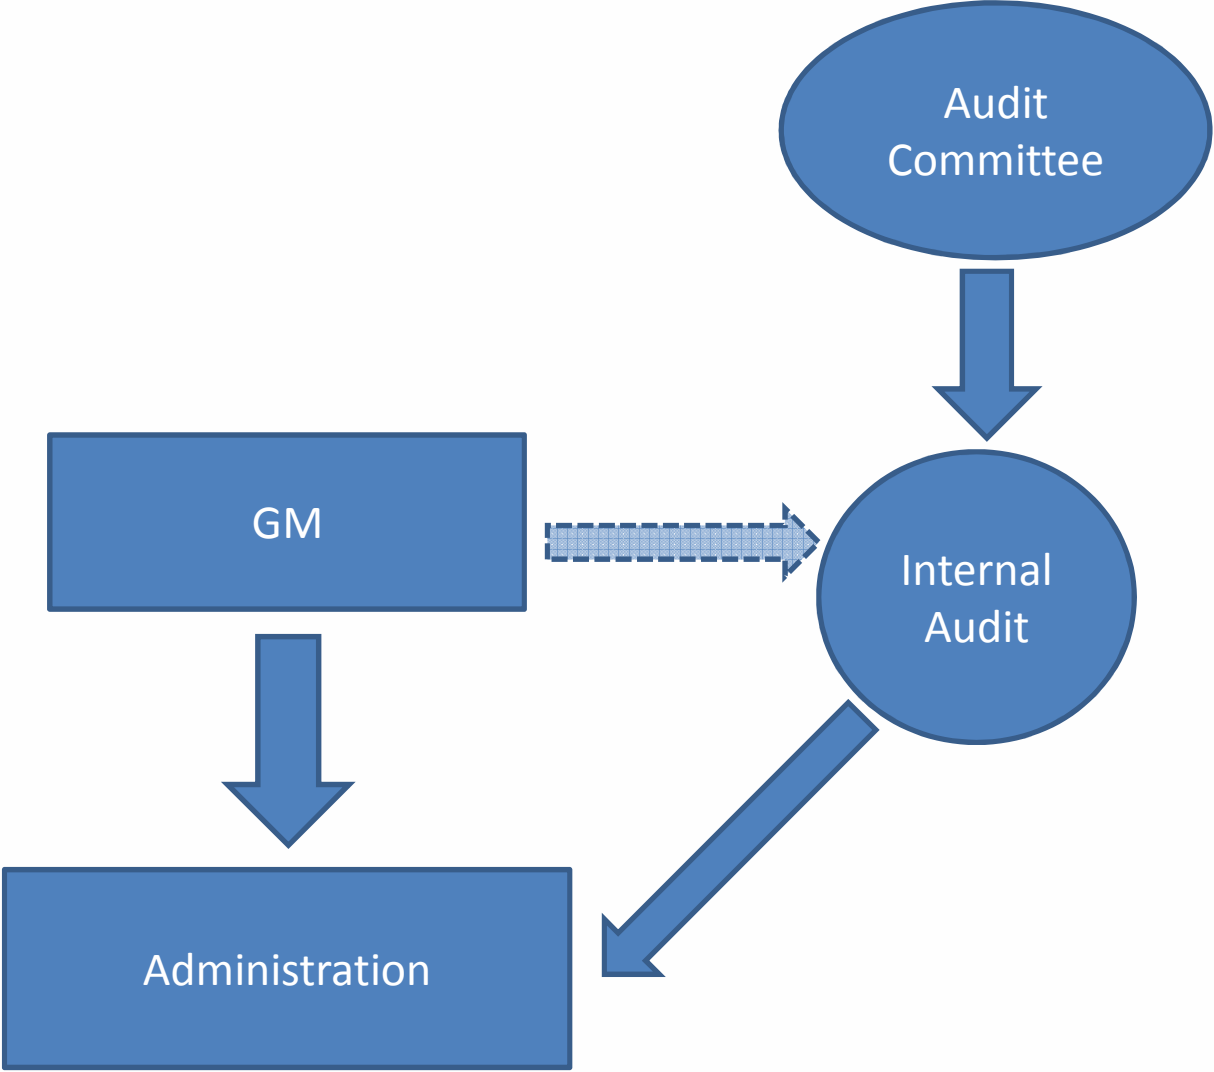 Audit
Committee
GM
Internal
Audit
Administration